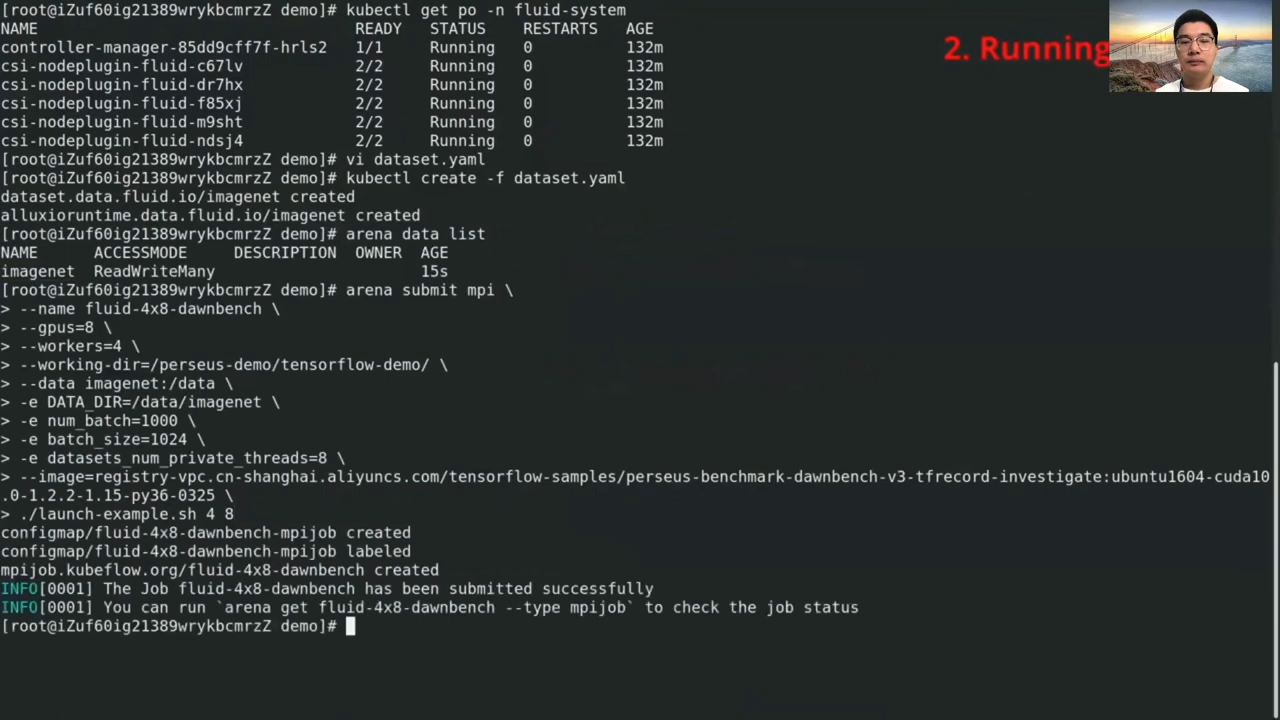 [root@iZuf60ig21389wrykbcmrzZ demo]# kubectl get po -n fluid-system
NAME READY STATUS RESTARTS AGE
controller-manager-85dd9cff7f-hrls2 1/1 Running 0 132m
csi-nodeplugin-fluid-c67lv 2/2 Running 0 132m
csi-nodeplugin-fluid-dr7hx 2/2 Running 0 132m
csi-nodeplugin-fluid-f85xj 2/2 Running 0 132m
csi-nodeplugin-fluid-m9sht 2/2 Running 0 132m
csi-nodeplugin-fluid-ndsj4 2/2 Running 0 132m
2. Running
[root@iZuf60ig21389wrykbcmrzZ demo]# vi dataset.yaml
[root@iZuf60ig21389wrykbcmrzZ demo]# kubectl create -f dataset.yaml
dataset.data.fluid.io/imagenet created
alluxioruntime.data.fluid.io/imagenet created
[root@iZuf60ig21389wrykbcmrzZ demo]# arena data list
NAME ACCESSMODE DESCRIPTION OWNER AGE
imagenet ReadWriteMany 15s
[root@iZuf60ig21389wrykbcmrzZ demo]# arena submit mpi \
> --name fluid-4x8-dawnbench \
> --gpus=8 \
> --workers=4 \
> --working-dir=/perseus-demo/tensorflow-demo/ \
> --data imagenet:/data \
> -e DATA_DIR=/data/imagenet \
> -e num_batch=1000 \
> -e batch_size=1024 \
> -e datasets_num_private_threads=8 \
> --image=registry-vpc.cn-shanghai.aliyuncs.com/tensorflow-samples/perseus-benchmark-dawnbench-v3-tfrecord-investigate:ubuntu1604-cuda10
.0-1.2.2-1.15-py36-0325 \
> ./launch-example.sh 4 8
configmap/fluid-4x8-dawnbench-mpijob created
configmap/fluid-4x8-dawnbench-mpijob labeled
mpijob.kubeflow.org/fluid-4x8-dawnbench created
INFO[0001] The Job fluid-4x8-dawnbench has been submitted successfully
INFO[0001] You can run `arena get fluid-4x8-dawnbench --type mpijob` to check the job status
[root@iZuf60ig21389wrykbcmrzZ demo]#